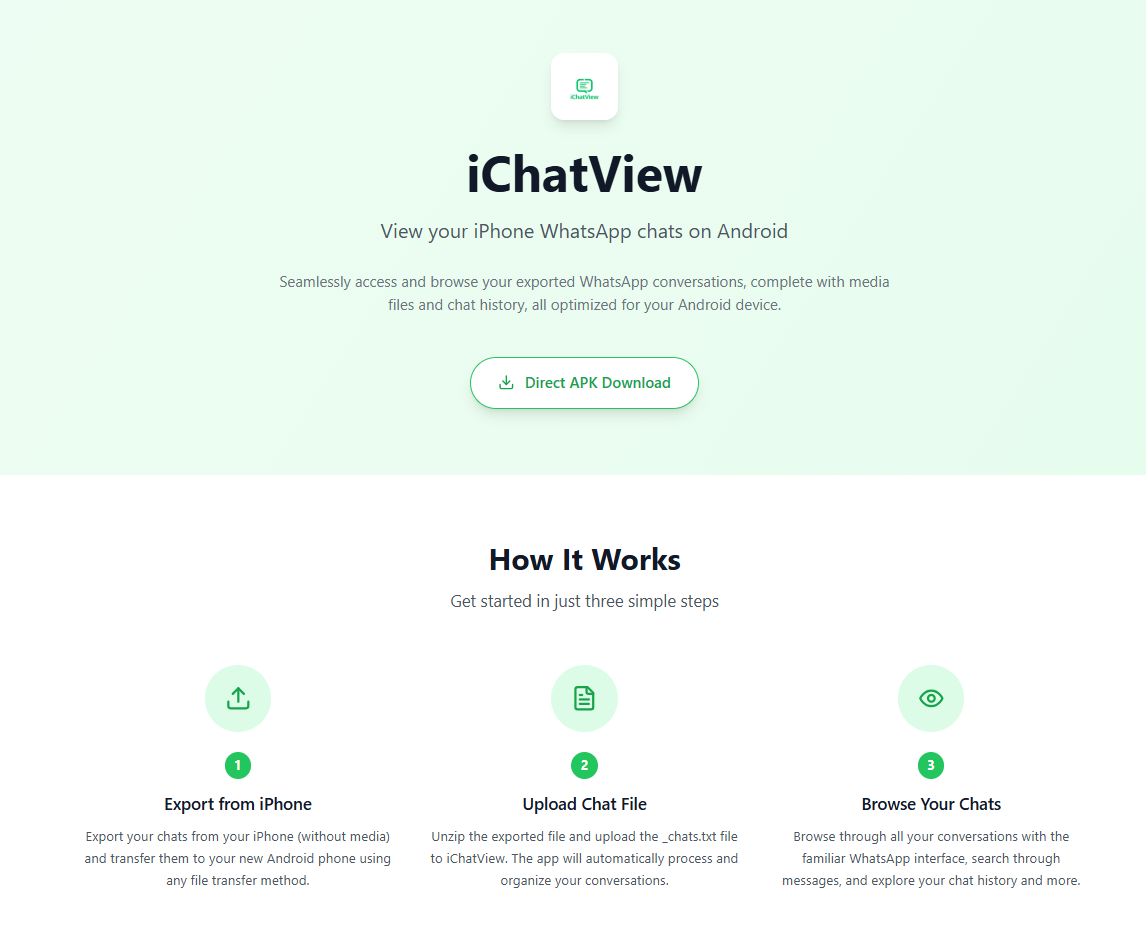 iChatView
iChatView
View your iPhone WhatsApp chats on Android
Seamlessly access and browse your exported WhatsApp conversations, complete with media
files and chat history, all optimized for your Android device.
Direct APK Download
How It Works
Get started in just three simple steps
1
Export from iPhone
Export your chats from your iPhone (without media)
and transfer them to your new Android phone using
any file transfer method.
2
Upload Chat File
Unzip the exported file and upload the _chats.txt file
to iChatView. The app will automatically process and
organize your conversations.
3
Browse Your Chats
Browse through all your conversations with the
familiar WhatsApp interface, search through
messages, and explore your chat history and more.